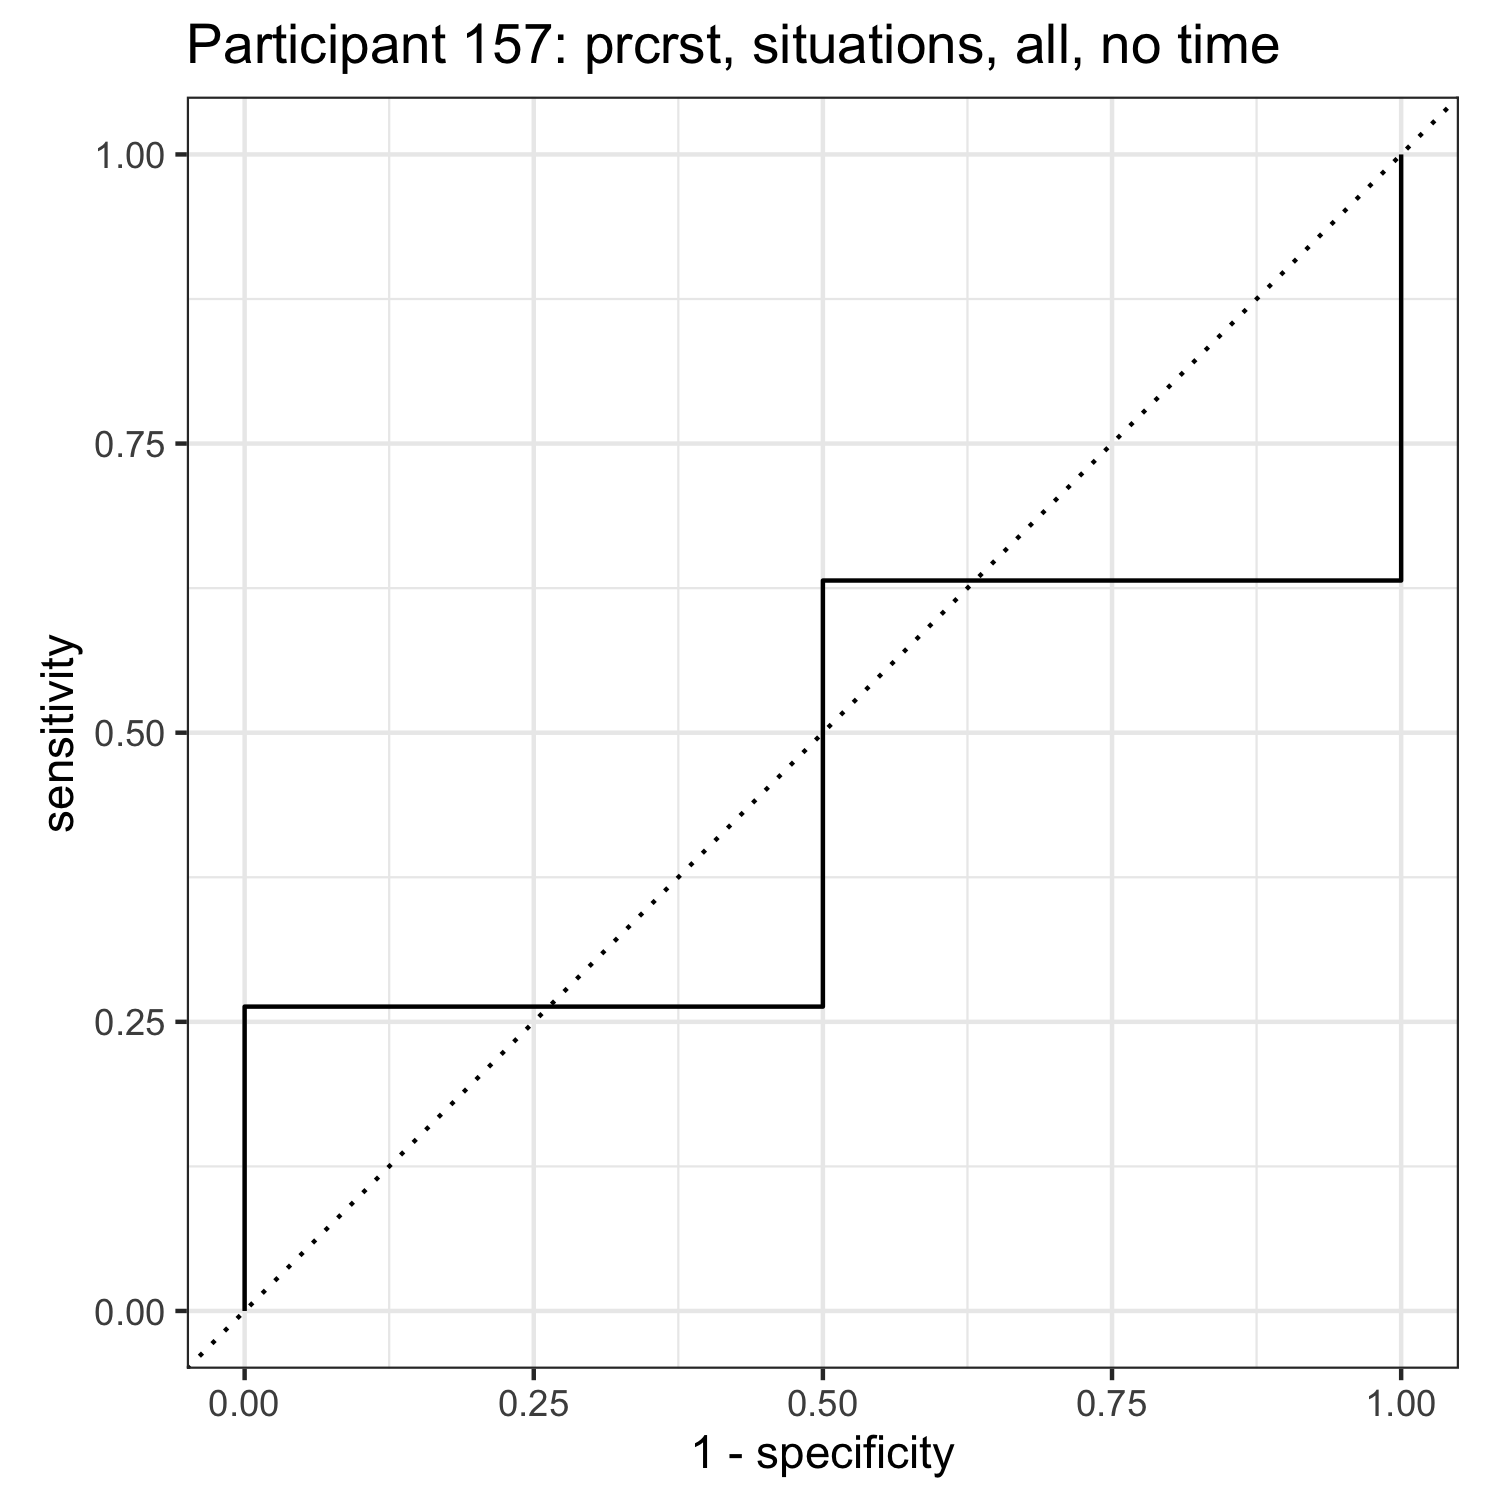 Participant 157: prcrst, situations, all, no time
1.00
0.75
0.50
0.25
0.00
sensitivity
0.00 0.25 0.50 0.75 1.00
1 - specificity